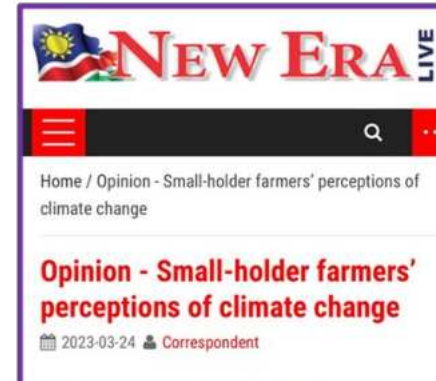 NEW ERA LIVE
Home / Opinion - Small-holder farmers' perceptions of
climate change
Opinion - Small-holder farmers'
perceptions of climate change
2023-03-24 Correspondent